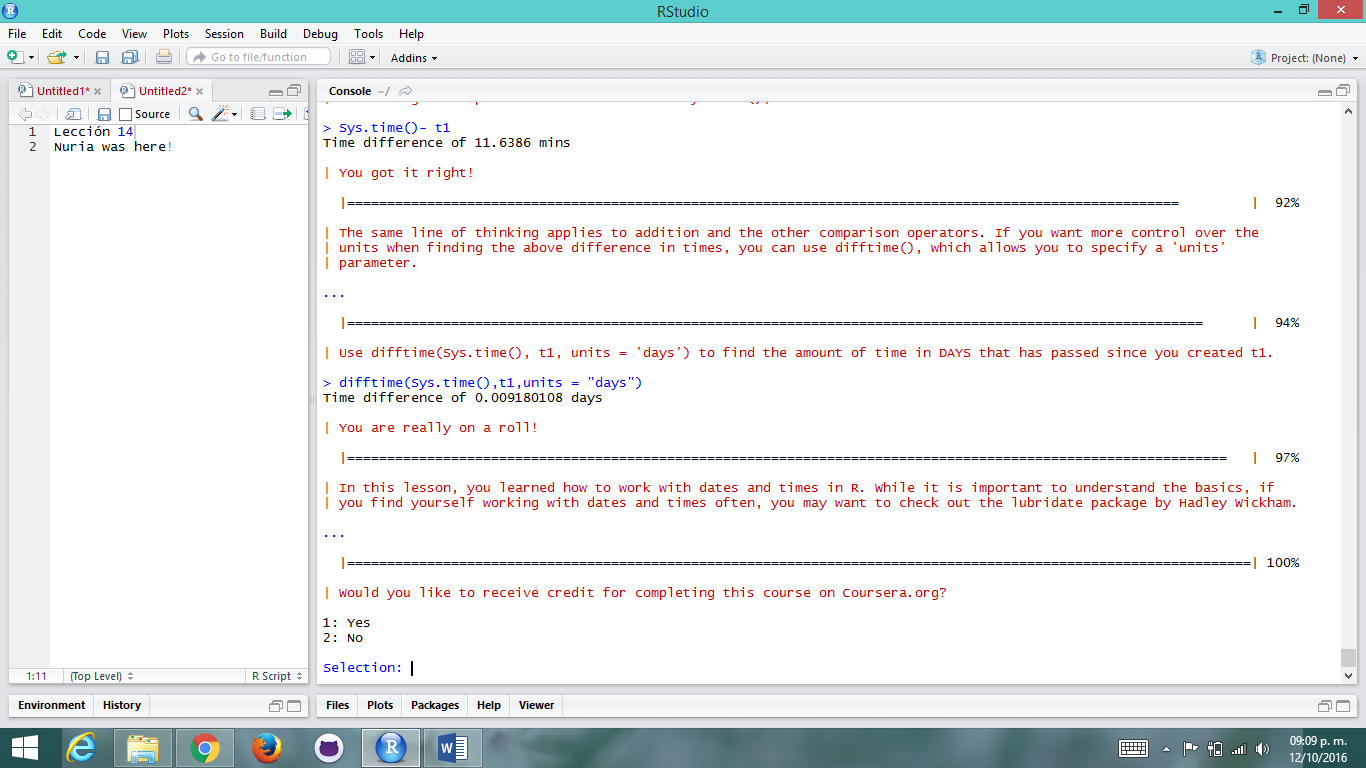 RStudio
File Edit Code View Plots Session Build Debug Tools Help
Go to file/function Addins Project: (None)
Untitled1* Untitled2*
Source
1 Lección 14
2 Nuria was here!
1:11 (Top Level) R Script
Environment History
Console ~/
> Sys.time()- t1
Time difference of 11.6386 mins
| You got it right!
|==========================================================================================================| 92%
| The same line of thinking applies to addition and the other comparison operators. If you want more control over the
| units when finding the above difference in times, you can use difftime(), which allows you to specify a 'units'
| parameter.
...
|==============================================================================================================| 94%
| Use difftime(Sys.time(), t1, units = 'days') to find the amount of time in DAYS that has passed since you created t1.
> difftime(Sys.time(),t1,units = "days")
Time difference of 0.009180108 days
| You are really on a roll!
|================================================================================================================| 97%
| In this lesson, you learned how to work with dates and times in R. While it is important to understand the basics, if
| you find yourself working with dates and times often, you may want to check out the lubridate package by Hadley Wickham.
...
|===================================================================================================================| 100%
| Would you like to receive credit for completing this course on Coursera.org?
1: Yes
2: No
Selection:
Files Plots Packages Help Viewer
09:09 p. m.
12/10/2016